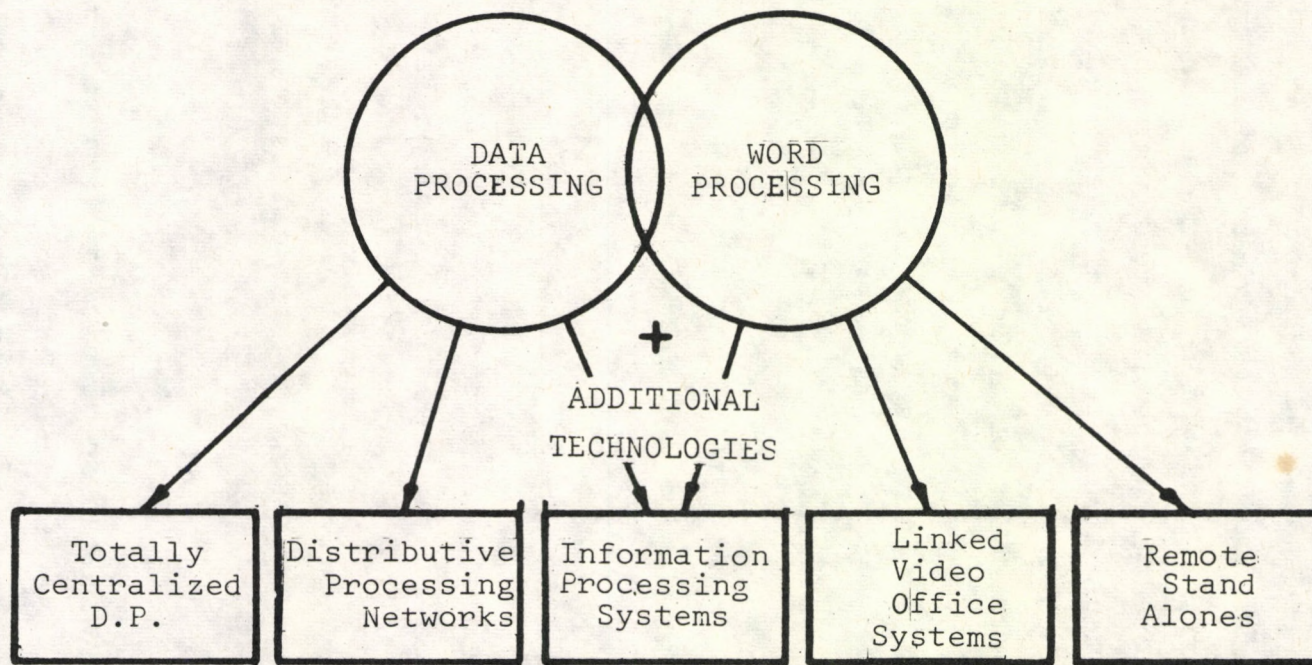 DATA
PROCESSING
WORD
PROCESSING
+
ADDITIONAL
TECHNOLOGIES
Totally
Centralized
D.P.
Distributive
Processing
Networks
Information
Processing
Systems
Linked
Video
Office
Systems
Remote
Stand
Alones